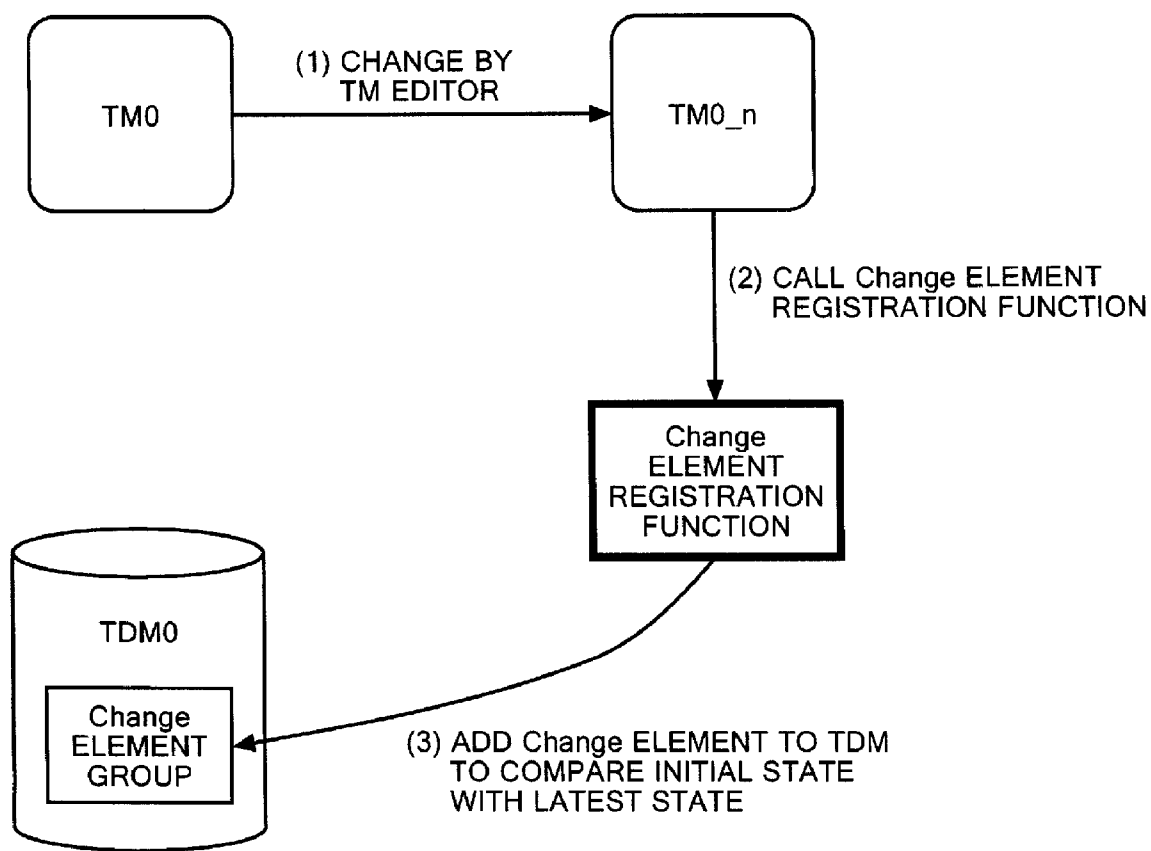 (1) CHANGE BY
TM EDITOR
TM0
TM0_n
(2) CALL Change ELEMENT
REGISTRATION FUNCTION
Change
ELEMENT
REGISTRATION
FUNCTION
TDM0
Change
ELEMENT
GROUP
(3) ADD Change ELEMENT TO TDM
TO COMPARE INITIAL STATE
WITH LATEST STATE